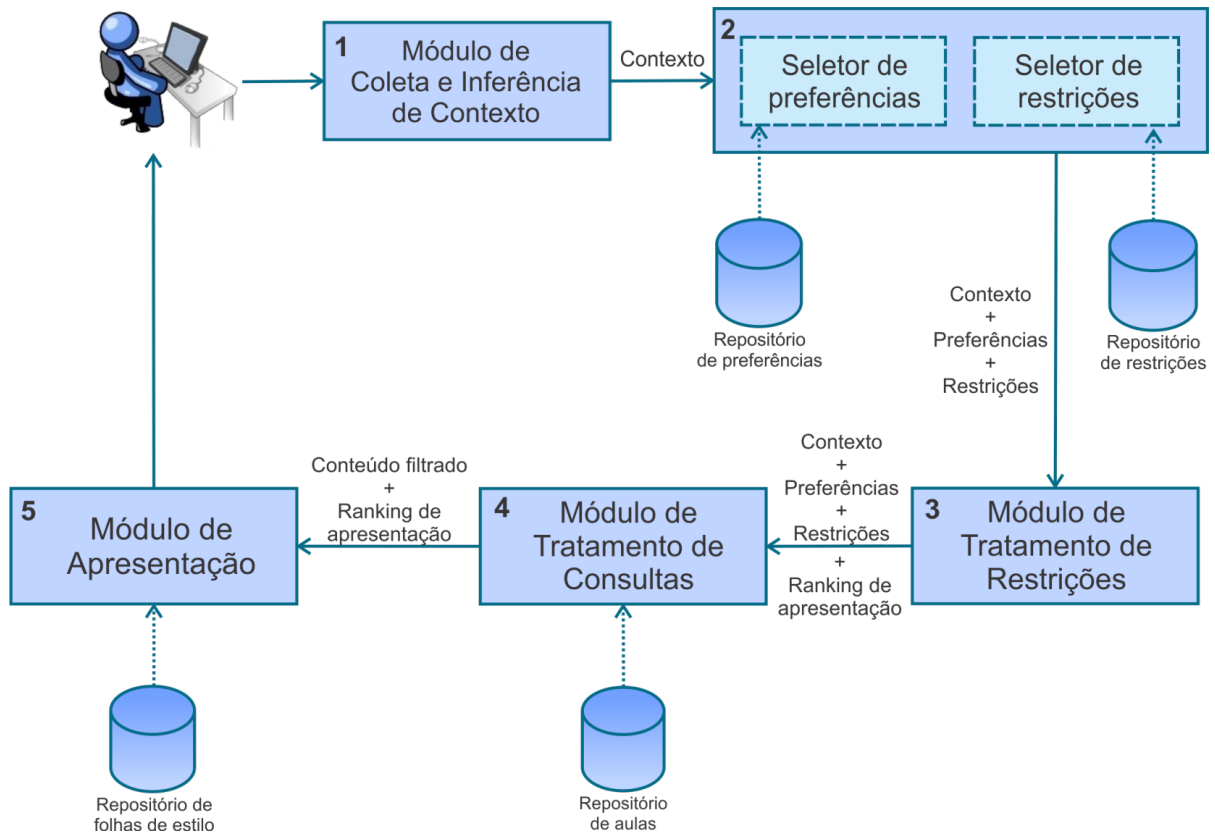 1
Módulo de
Coleta e Inferência
de Contexto
Contexto
2
Seletor de
preferências
Seletor de
restrições
Repositório
de preferências
Repositório
de restrições
Contexto
+
Preferências
+
Restrições
3
Módulo de
Tratamento de
Restrições
Contexto
+
Preferências
+
Restrições
+
Ranking de
apresentação
4
Módulo de
Tratamento de
Consultas
Repositório
de aulas
Conteúdo filtrado
+
Ranking de
apresentação
5
Módulo de
Apresentação
Repositório de
folhas de estilo